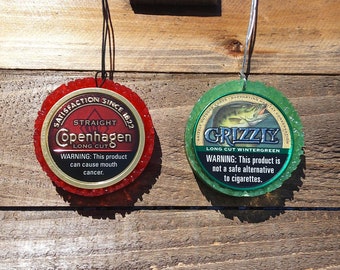 SATISFACTION SINCE 1822
STRAIGHT
Copenhagen
LONG CUT
WARNING: This product
can cause mouth
cancer.
GRIZZLY
LONG CUT WINTERGREEN
WARNING: This product is
not a safe alternative
to cigarettes.